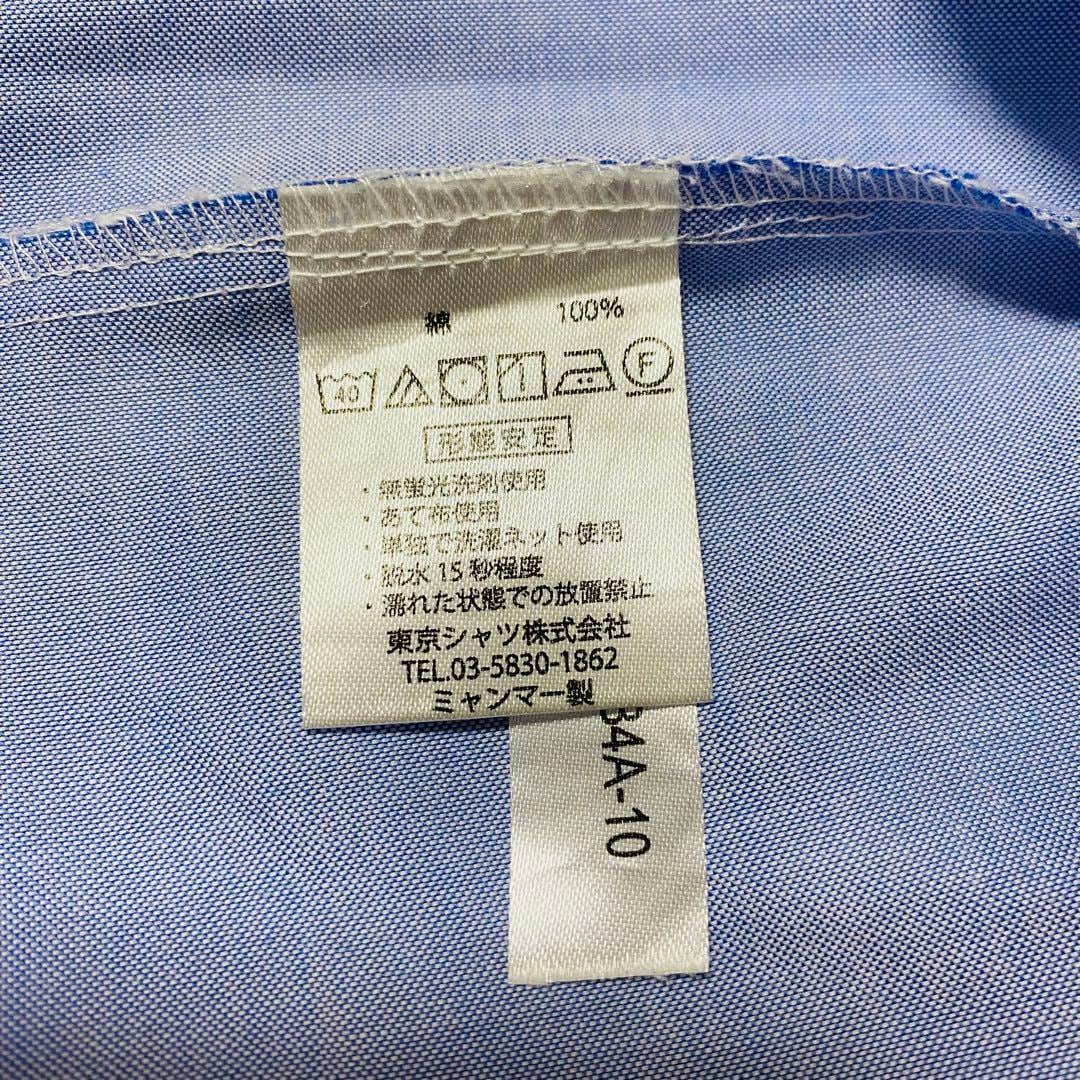 綿 100%
40 F
形態安定
・無蛍光洗剤使用
・あて布使用
・単独で洗濯ネット使用
・脱水 15 秒程度
・濡れた状態での放置禁止
東京シャツ株式会社
TEL.03-5830-1862
ミャンマー製
34A-10